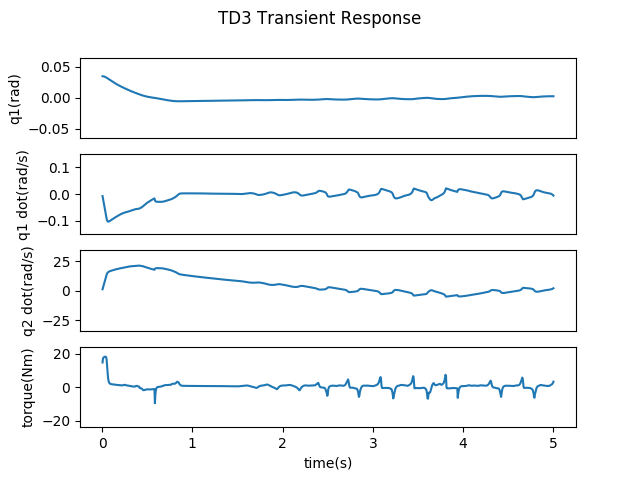 TD3 Transient Response
0.05
0.00
−0.05
q1(rad)
0.1
0.0
−0.1
q1 dot(rad/s)
25
0
−25
q2 dot(rad/s)
20
0
−20
torque(Nm)
0 1 2 3 4 5
time(s)